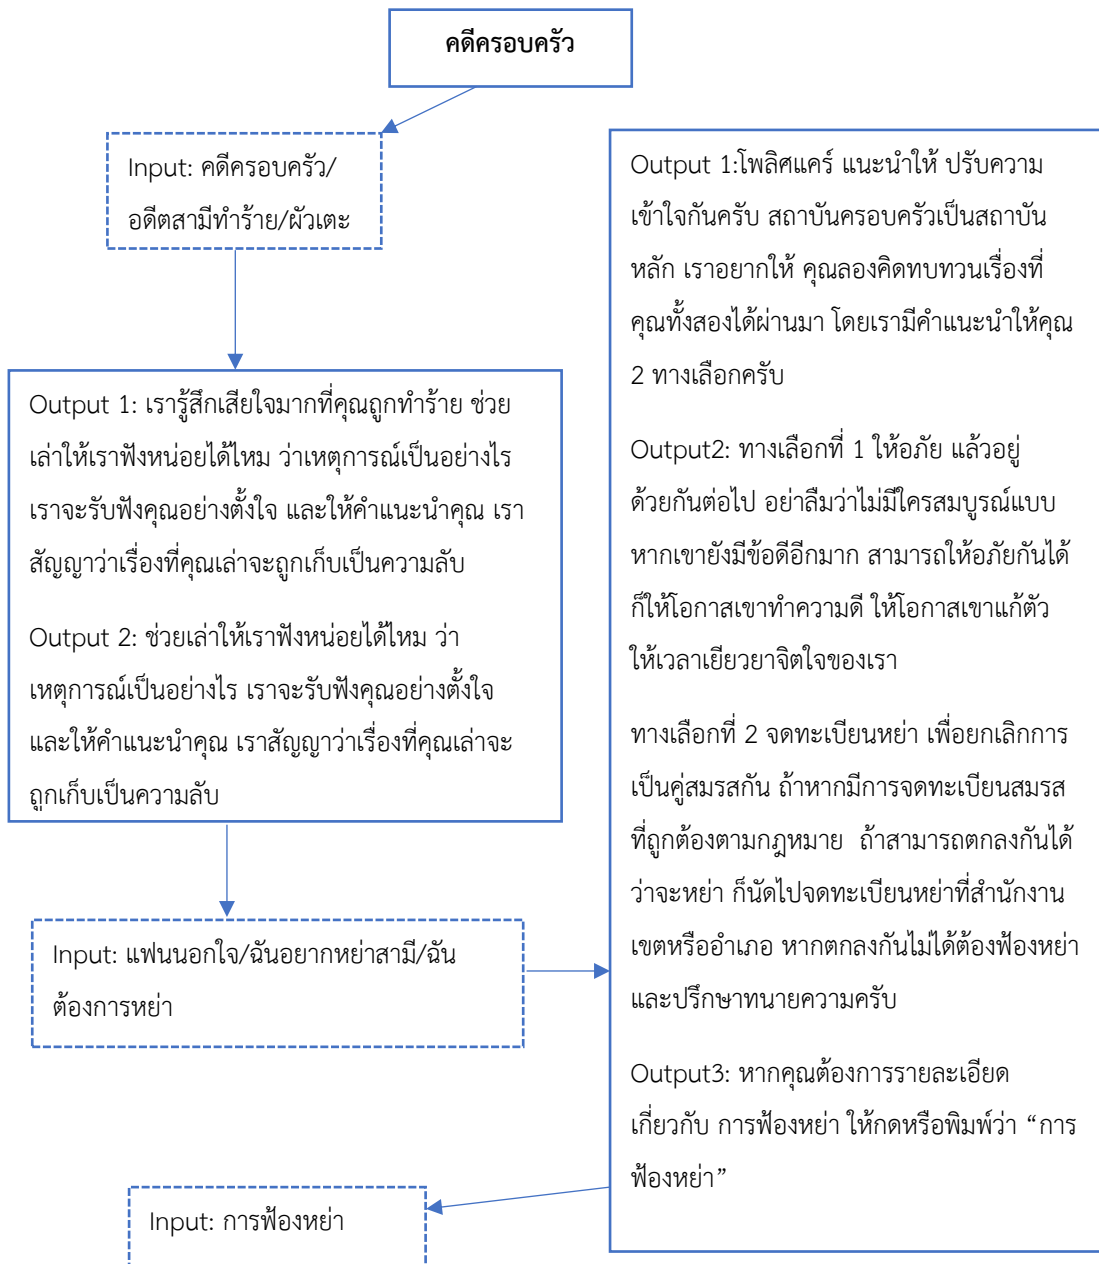 คดีครอบครัว
Input: คดีครอบครัว/
อดีตสามีทำร้าย/ผัวเตะ
Output 1: เรารู้สึกเสียใจมากที่คุณถูกทำร้าย ช่วย
เล่าให้เราฟังหน่อยได้ไหม ว่าเหตุการณ์เป็นอย่างไร
เราจะรับฟังคุณอย่างตั้งใจ และให้คำแนะนำคุณ เรา
สัญญาว่าเรื่องที่คุณเล่าจะถูกเก็บเป็นความลับ
Output 2: ช่วยเล่าให้เราฟังหน่อยได้ไหม ว่า
เหตุการณ์เป็นอย่างไร เราจะรับฟังคุณอย่างตั้งใจ
และให้คำแนะนำคุณ เราสัญญาว่าเรื่องที่คุณเล่าจะ
ถูกเก็บเป็นความลับ
Input: แฟนนอกใจ/ฉันอยากหย่าสามี/ฉัน
ต้องการหย่า
Output 1:โพลิศแคร์ แนะนำให้ ปรับความ
เข้าใจกันครับ สถาบันครอบครัวเป็นสถาบัน
หลัก เราอยากให้ คุณลองคิดทบทวนเรื่องที่
คุณทั้งสองได้ผ่านมา โดยเรามีคำแนะนำให้คุณ
2 ทางเลือกครับ
Output2: ทางเลือกที่ 1 ให้อภัย แล้วอยู่
ด้วยกันต่อไป อย่าลืมว่าไม่มีใครสมบูรณ์แบบ
หากเขายังมีข้อดีอีกมาก สามารถให้อภัยกันได้
ก็ให้โอกาสเขาทำความดี ให้โอกาสเขาแก้ตัว
ให้เวลาเยียวยาจิตใจของเรา
ทางเลือกที่ 2 จดทะเบียนหย่า เพื่อยกเลิกการ
เป็นคู่สมรสกัน ถ้าหากมีการจดทะเบียนสมรส
ที่ถูกต้องตามกฎหมาย  ถ้าสามารถตกลงกันได้
ว่าจะหย่า ก็นัดไปจดทะเบียนหย่าที่สำนักงาน
เขตหรืออำเภอ หากตกลงกันไม่ได้ต้องฟ้องหย่า
และปรึกษาทนายความครับ
Output3: หากคุณต้องการรายละเอียด
เกี่ยวกับ การฟ้องหย่า ให้กดหรือพิมพ์ว่า “การ
ฟ้องหย่า”
Input: การฟ้องหย่า